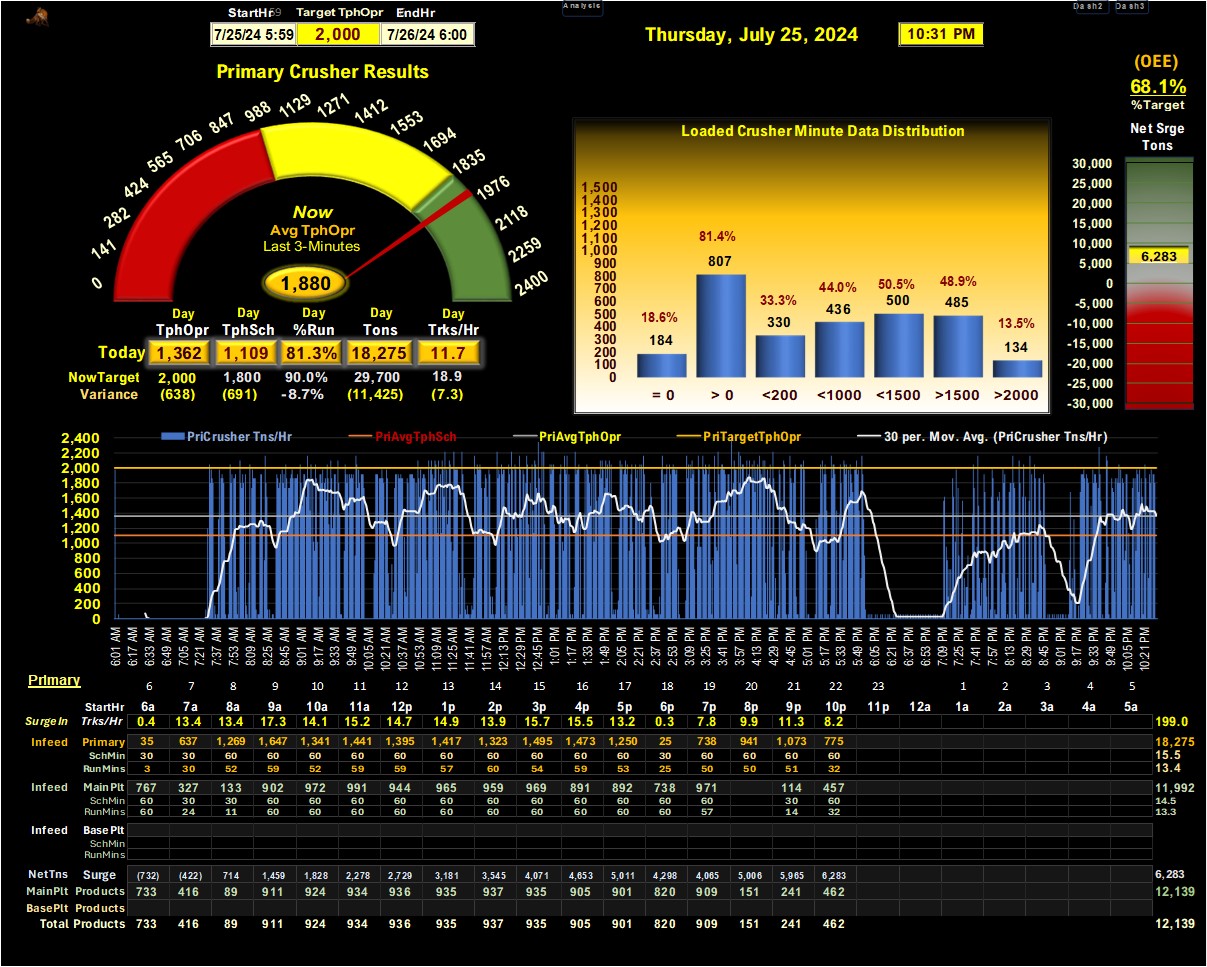 StartHr59 Target TphOpr EndHr
Analysis
Dash2 Dash3
7/25/24 5:59 2,000 7/26/24 6:00
Thursday, July 25, 2024
10:31 PM
Primary Crusher Results
0 141 282 424 565 706 847 988 1129 1271 1412 1553 1694 1835 1976 2118 2259 2400
Now
Avg TphOpr
Last 3-Minutes
1,880
Day Day Day Day Day
TphOpr TphSch %Run Tons Trks/Hr
Today 1,362 1,109 81.3% 18,275 11.7
NowTarget 2,000 1,800 90.0% 29,700 18.9
Variance (638) (691) -8.7% (11,425) (7.3)
Loaded Crusher Minute Data Distribution
1,500
1,400
1,300
1,200
1,100
1,000
900
800
700
600
500
400
300
200
100
0
18.6% 81.4% 33.3% 44.0% 50.5% 48.9% 13.5%
184 807 330 436 500 485 134
= 0 > 0 <200 <1000 <1500 >1500 >2000
(OEE)
68.1%
%Target
Net Srge
Tons
30,000
25,000
20,000
15,000
10,000
5,000
0
-5,000
-10,000
-15,000
-20,000
-25,000
-30,000
6,283
PriCrusher Tns/Hr PriAvgTphSch PriAvgTphOpr PriTargetTphOpr 30 per. Mov. Avg. (PriCrusher Tns/Hr)
2,400
2,200
2,000
1,800
1,600
1,400
1,200
1,000
800
600
400
200
0
6:01 AM 6:17 AM 6:33 AM 6:49 AM 7:05 AM 7:21 AM 7:37 AM 7:53 AM 8:09 AM 8:25 AM 8:45 AM 9:01 AM 9:17 AM 9:33 AM 9:49 AM 10:05 AM 10:21 AM 10:37 AM 10:53 AM 11:09 AM 11:25 AM 11:41 AM 11:57 AM 12:13 PM 12:29 PM 12:45 PM 1:01 PM 1:17 PM 1:33 PM 1:49 PM 2:05 PM 2:21 PM 2:37 PM 2:53 PM 3:09 PM 3:25 PM 3:41 PM 3:57 PM 4:13 PM 4:29 PM 4:45 PM 5:01 PM 5:17 PM 5:33 PM 5:49 PM 6:05 PM 6:21 PM 6:37 PM 6:53 PM 7:09 PM 7:25 PM 7:41 PM 7:57 PM 8:13 PM 8:29 PM 8:45 PM 9:01 PM 9:17 PM 9:33 PM 9:49 PM 10:05 PM 10:21 PM
Primary
6 7 8 9 10 11 12 13 14 15 16 17 18 19 20 21 22 23 1 2 3 4 5
StartHr 6a 7a 8a 9a 10a 11a 12p 1p 2p 3p 4p 5p 6p 7p 8p 9p 10p 11p 12a 1a 2a 3a 4a 5a
SurgeIn Trks/Hr 0.4 13.4 13.4 17.3 14.1 15.2 14.7 14.9 13.9 15.7 15.5 13.2 0.3 7.8 9.9 11.3 8.2 199.0
Infeed Primary 35 637 1,269 1,647 1,341 1,441 1,395 1,417 1,323 1,495 1,473 1,250 25 738 941 1,073 775 18,275
SchMin 30 30 60 60 60 60 60 60 60 60 60 60 30 60 60 60 60 15.5
RunMins 3 30 52 59 52 59 59 57 60 54 59 53 25 50 50 51 32 13.4
Infeed MainPlt 767 327 133 902 972 991 944 965 959 969 891 892 738 971 114 457 11,992
SchMin 60 30 30 60 60 60 60 60 60 60 60 60 60 60 30 60 14.5
RunMins 60 24 11 60 60 60 60 60 60 60 60 60 60 57 14 32 13.3
Infeed Base Plt
SchMin
RunMins
NetTns Surge (732) (422) 714 1,459 1,828 2,278 2,729 3,181 3,545 4,071 4,653 5,011 4,298 4,065 5,006 5,965 6,283 6,283
MainPlt Products 733 416 89 911 924 934 936 935 937 935 905 901 820 909 151 241 462 12,139
BasePlt Products
Total Products 733 416 89 911 924 934 936 935 937 935 905 901 820 909 151 241 462 12,139